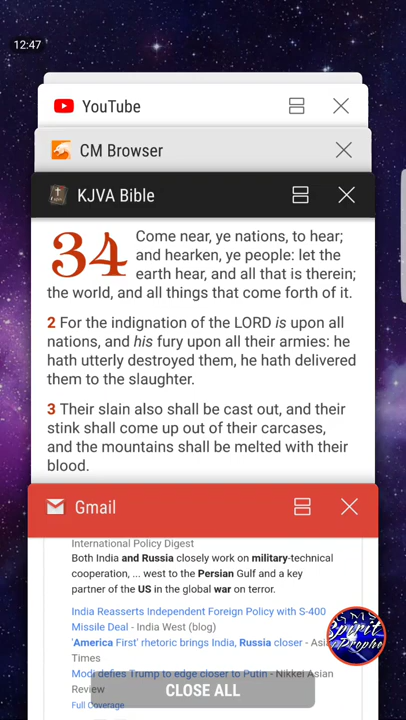 12:47
YouTube
CM Browser
KJVA Bible
34 Come near, ye nations, to hear;
and hearken, ye people: let the
earth hear, and all that is therein;
the world, and all things that come forth of it.
2 For the indignation of the LORD is upon all
nations, and his fury upon all their armies: he
hath utterly destroyed them, he hath delivered
them to the slaughter.
3 Their slain also shall be cast out, and their
stink shall come up out of their carcases,
and the mountains shall be melted with their
blood.
Gmail
International Policy Digest
Both India and Russia closely work on military-technical
cooperation, ... west to the Persian Gulf and a key
partner of the US in the global war on terror.
India Reasserts Independent Foreign Policy with S-400
Missile Deal - India West (blog)
'America First' rhetoric brings India, Russia closer - Asia
Times
Modi defies Trump to edge closer to Putin - Nikkei Asian
Review
CLOSE ALL
Full Coverage
Spirit